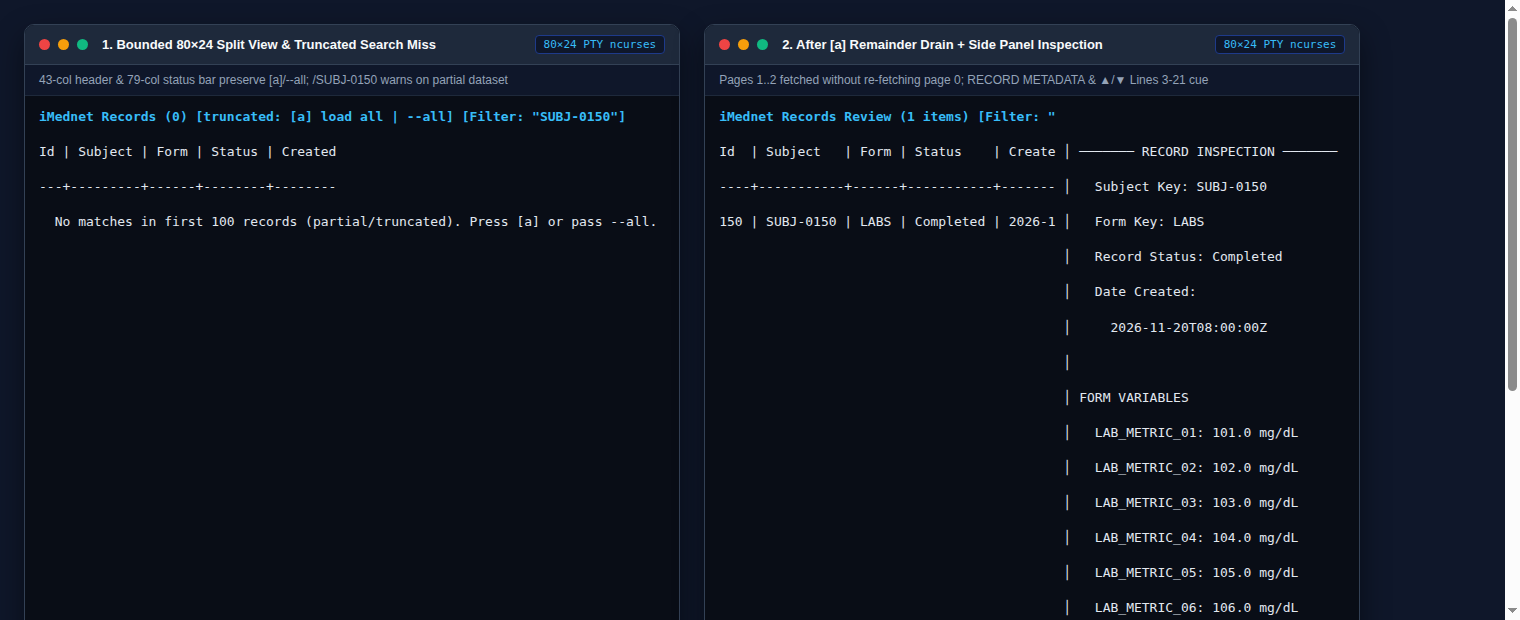 1. Bounded 80×24 Split View & Truncated Search Miss
80×24 PTY ncurses
43-col header & 79-col status bar preserve [a]/--all; /SUBJ-0150 warns on partial dataset
iMednet Records (0) [truncated: [a] load all | --all] [Filter: "SUBJ-0150"]
Id | Subject | Form | Status | Created
---+---------+------+--------+--------
No matches in first 100 records (partial/truncated). Press [a] or pass --all.
2. After [a] Remainder Drain + Side Panel Inspection
80×24 PTY ncurses
Pages 1..2 fetched without re-fetching page 0; RECORD METADATA & ▲/▼ Lines 3-21 cue
iMednet Records Review (1 items) [Filter: "
Id  | Subject   | Form | Status    | Create │ ─────── RECORD INSPECTION ───────
----+-----------+------+-----------+------- │   Subject Key: SUBJ-0150
150 | SUBJ-0150 | LABS | Completed | 2026-1 │   Form Key: LABS
│   Record Status: Completed
│   Date Created:
│     2026-11-20T08:00:00Z
│
│ FORM VARIABLES
│   LAB_METRIC_01: 101.0 mg/dL
│   LAB_METRIC_02: 102.0 mg/dL
│   LAB_METRIC_03: 103.0 mg/dL
│   LAB_METRIC_04: 104.0 mg/dL
│   LAB_METRIC_05: 105.0 mg/dL
│   LAB_METRIC_06: 106.0 mg/dL